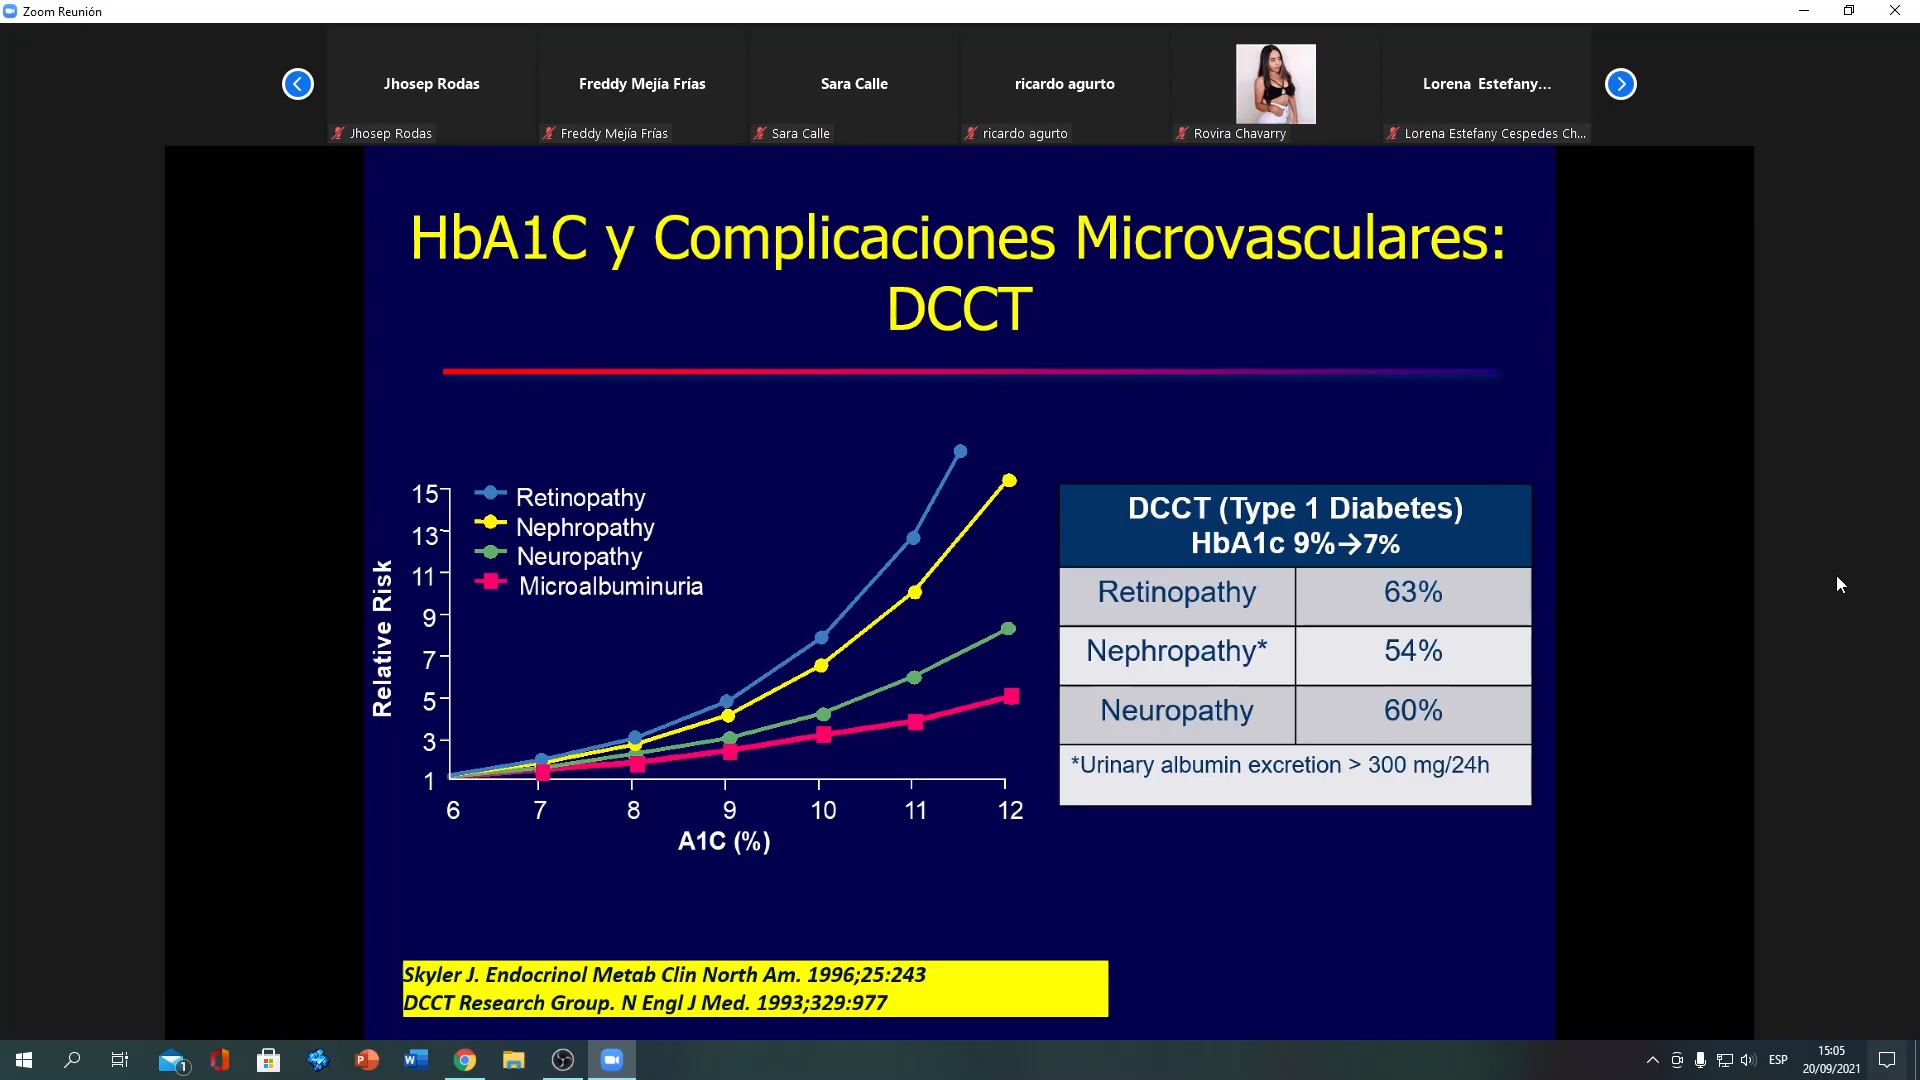 Zoom Reunión
Jhosep Rodas
Freddy Mejía Frías
Sara Calle
ricardo agurto
Lorena Estefany...
Jhosep Rodas
Freddy Mejía Frías
Sara Calle
ricardo agurto
Rovira Chavarry
Lorena Estefany Cespedes Ch...
HbA1C y Complicaciones Microvasculares:
DCCT
15
13
11
9
7
5
3
1
Relative Risk
Retinopathy
Nephropathy
Neuropathy
Microalbuminuria
6 7 8 9 10 11 12
A1C (%)
DCCT (Type 1 Diabetes)
HbA1c 9%→7%
Retinopathy 63%
Nephropathy* 54%
Neuropathy 60%
*Urinary albumin excretion > 300 mg/24h
Skyler J. Endocrinol Metab Clin North Am. 1996;25:243
DCCT Research Group. N Engl J Med. 1993;329:977
1
ESP
15:05
20/09/2021